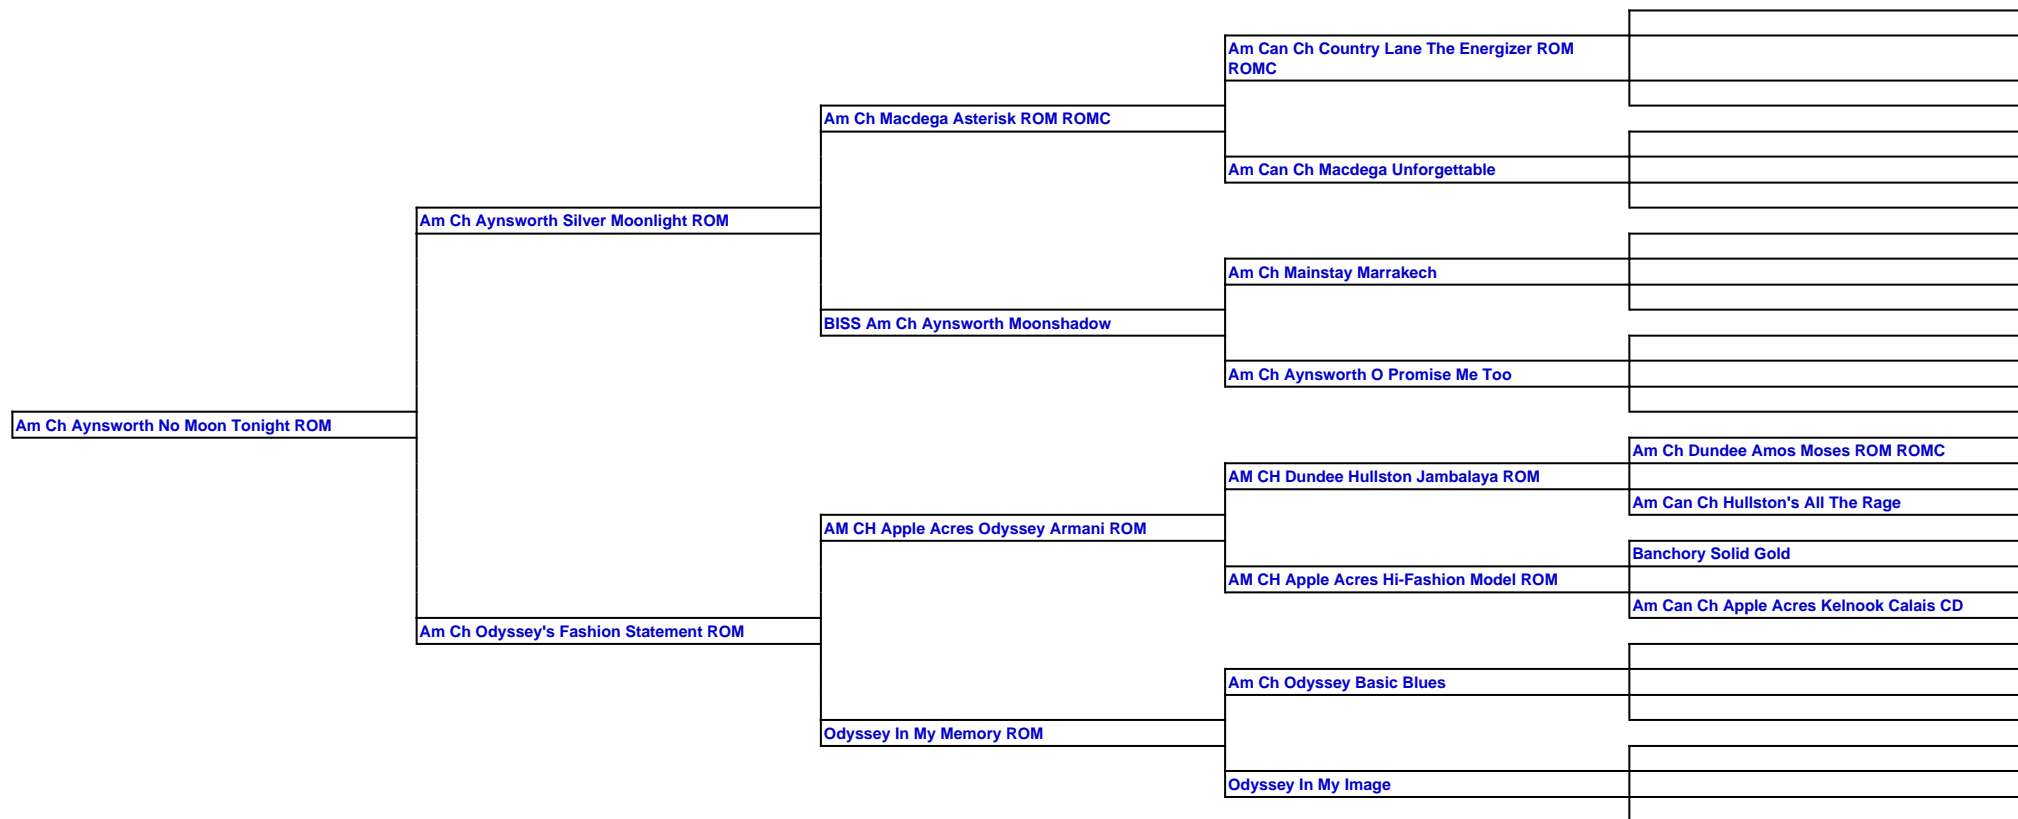 Am Can Ch Country Lane The Energizer ROM
ROMC
Am Ch Macdega Asterisk ROM ROMC
Am Can Ch Macdega Unforgettable
Am Ch Aynsworth Silver Moonlight ROM
Am Ch Mainstay Marrakech
BISS Am Ch Aynsworth Moonshadow
Am Ch Aynsworth O Promise Me Too
Am Ch Aynsworth No Moon Tonight ROM
Am Ch Dundee Amos Moses ROM ROMC
AM CH Dundee Hullston Jambalaya ROM
Am Can Ch Hullston's All The Rage
AM CH Apple Acres Odyssey Armani ROM
Banchory Solid Gold
AM CH Apple Acres Hi-Fashion Model ROM
Am Can Ch Apple Acres Kelnook Calais CD
Am Ch Odyssey's Fashion Statement ROM
Am Ch Odyssey Basic Blues
Odyssey In My Memory ROM
Odyssey In My Image